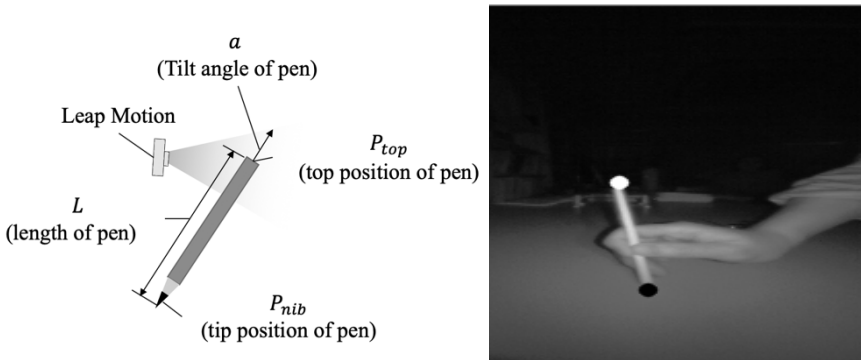 a
(Tilt angle of pen)
Leap Motion
P_top
(top position of pen)
L
(length of pen)
P_nib
(tip position of pen)